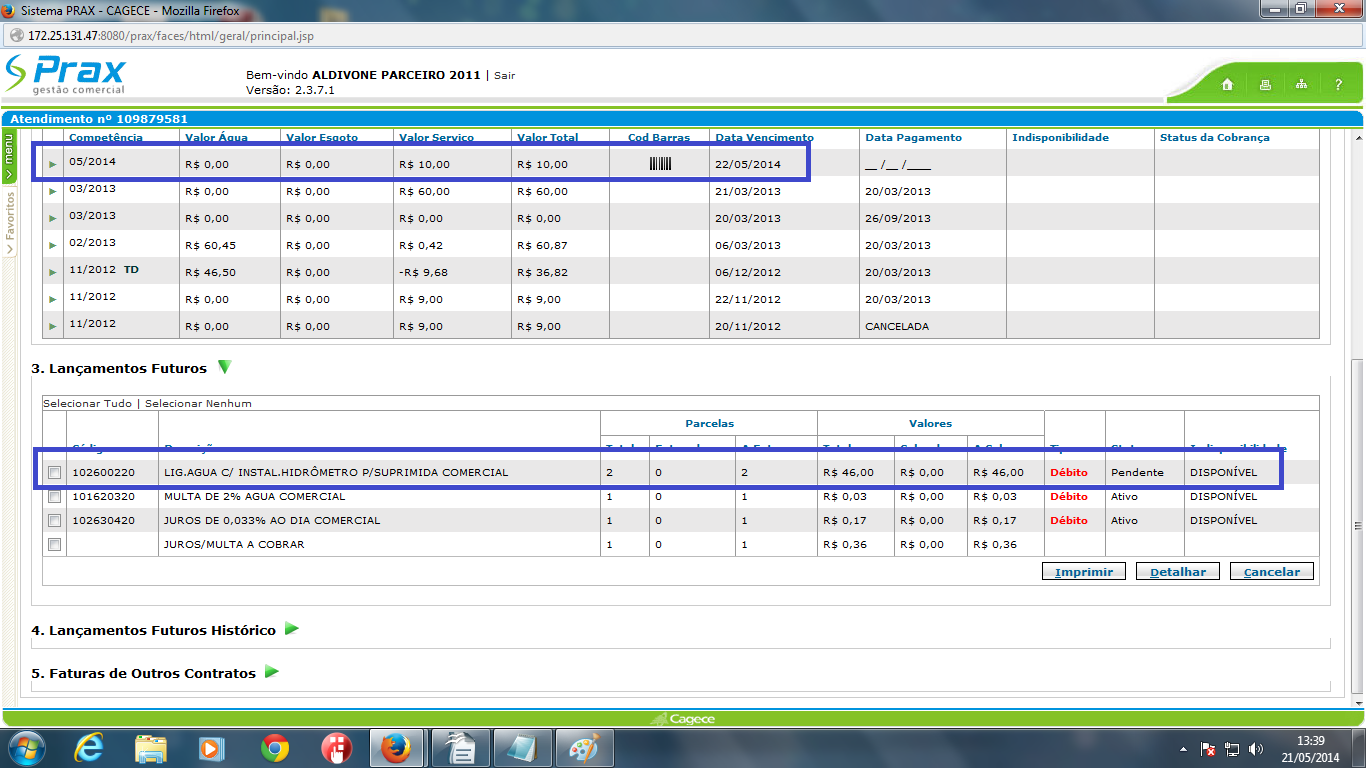 Sistema PRAX - CAGECE - Mozilla Firefox
172.25.131.47:8080/prax/faces/html/geral/principal.jsp
Prax
gestão comercial
Bem-vindo ALDIVONE PARCEIRO 2011 | Sair
Versão: 2.3.7.1
?
Atendimento nº 109879581
menu
Favoritos
Competência Valor Água Valor Esgoto Valor Serviço Valor Total Cod Barras Data Vencimento Data Pagamento Indisponibilidade Status da Cobrança
05/2014 R$ 0,00 R$ 0,00 R$ 10,00 R$ 10,00 22/05/2014 __ /__ /____
03/2013 R$ 0,00 R$ 0,00 R$ 60,00 R$ 60,00 21/03/2013 20/03/2013
03/2013 R$ 0,00 R$ 0,00 R$ 0,00 R$ 0,00 20/03/2013 26/09/2013
02/2013 R$ 60,45 R$ 0,00 R$ 0,42 R$ 60,87 06/03/2013 20/03/2013
11/2012 TD R$ 46,50 R$ 0,00 -R$ 9,68 R$ 36,82 06/12/2012 20/03/2013
11/2012 R$ 0,00 R$ 0,00 R$ 9,00 R$ 9,00 22/11/2012 20/03/2013
11/2012 R$ 0,00 R$ 0,00 R$ 9,00 R$ 9,00 20/11/2012 CANCELADA
3. Lançamentos Futuros
Selecionar Tudo | Selecionar Nenhum
Parcelas Valores
102600220 LIG.AGUA C/ INSTAL.HIDRÔMETRO P/SUPRIMIDA COMERCIAL 2 0 2 R$ 46,00 R$ 0,00 R$ 46,00 Débito Pendente DISPONÍVEL
101620320 MULTA DE 2% AGUA COMERCIAL 1 0 1 R$ 0,03 R$ 0,00 R$ 0,03 Débito Ativo DISPONÍVEL
102630420 JUROS DE 0,033% AO DIA COMERCIAL 1 0 1 R$ 0,17 R$ 0,00 R$ 0,17 Débito Ativo DISPONÍVEL
JUROS/MULTA A COBRAR 1 0 1 R$ 0,36 R$ 0,00 R$ 0,36
Imprimir Detalhar Cancelar
4. Lançamentos Futuros Histórico
5. Faturas de Outros Contratos
Cagece
13:39
21/05/2014